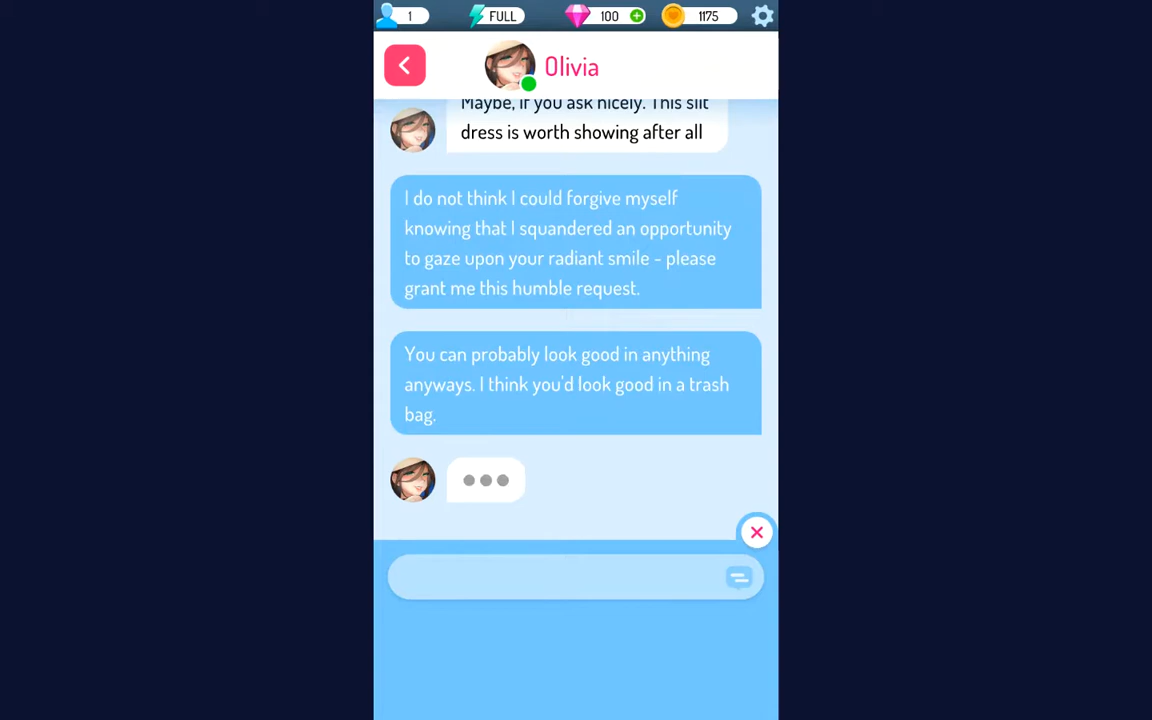 1
FULL
100
1175
Olivia
Maybe, if you ask nicely. This slit
dress is worth showing after all
I do not think I could forgive myself
knowing that I squandered an opportunity
to gaze upon your radiant smile - please
grant me this humble request.
You can probably look good in anything
anyways. I think you'd look good in a trash
bag.